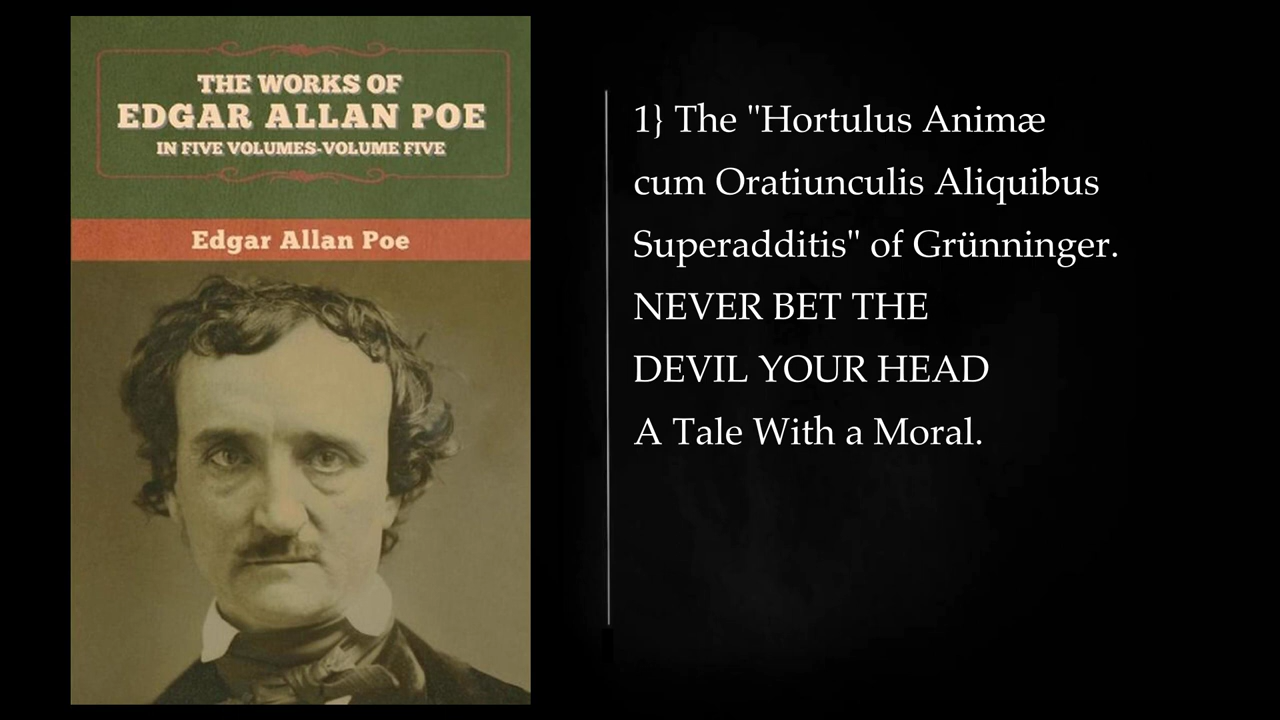 THE WORKS OF
EDGAR ALLAN POE
IN FIVE VOLUMES-VOLUME FIVE
Edgar Allan Poe
1} The "Hortulus Animæ
cum Oratiunculis Aliquibus
Superadditis" of Grünninger.
NEVER BET THE
DEVIL YOUR HEAD
A Tale With a Moral.